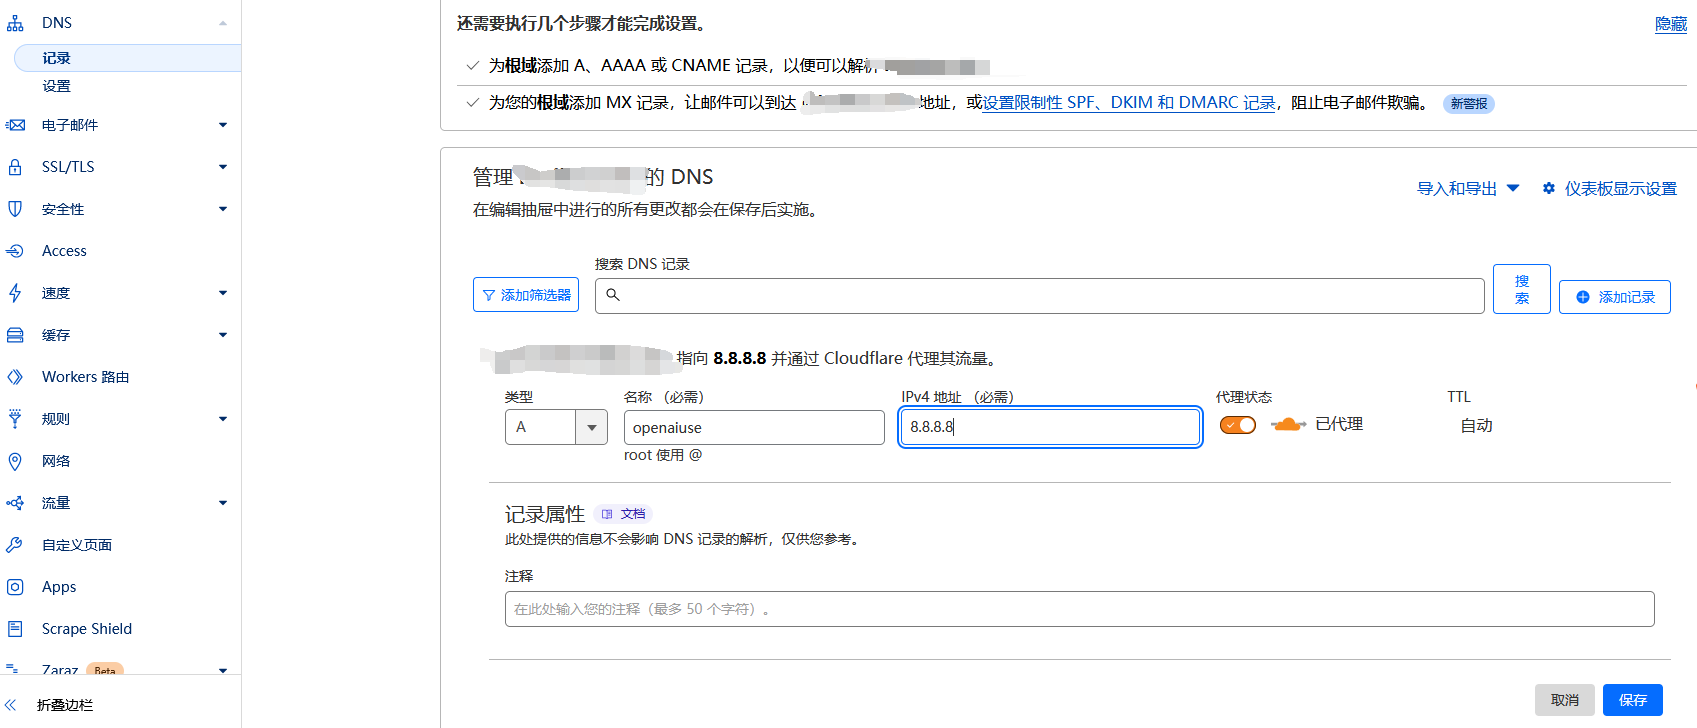 DNS
记录
设置
电子邮件
SSL/TLS
安全性
Access
速度
缓存
Workers 路由
规则
网络
流量
自定义页面
Apps
Scrape Shield
Zaraz Beta
折叠边栏
还需要执行几个步骤才能完成设置。
隐藏
为根域添加 A、AAAA 或 CNAME 记录，以便可以解析
为您的根域添加 MX 记录，让邮件可以到达 地址，或设置限制性 SPF、DKIM 和 DMARC 记录，阻止电子邮件欺骗。 新警报
管理 的 DNS
在编辑抽屉中进行的所有更改都会在保存后实施。
导入和导出 仪表板显示设置
搜索 DNS 记录
添加筛选器
搜
索
添加记录
指向 8.8.8.8 并通过 Cloudflare 代理其流量。
类型 名称 （必需） IPv4 地址 （必需） 代理状态 TTL
A openaiuse 8.8.8.8 已代理 自动
root 使用 @
记录属性 文档
此处提供的信息不会影响 DNS 记录的解析，仅供您参考。
注释
在此处输入您的注释（最多 50 个字符）。
取消 保存